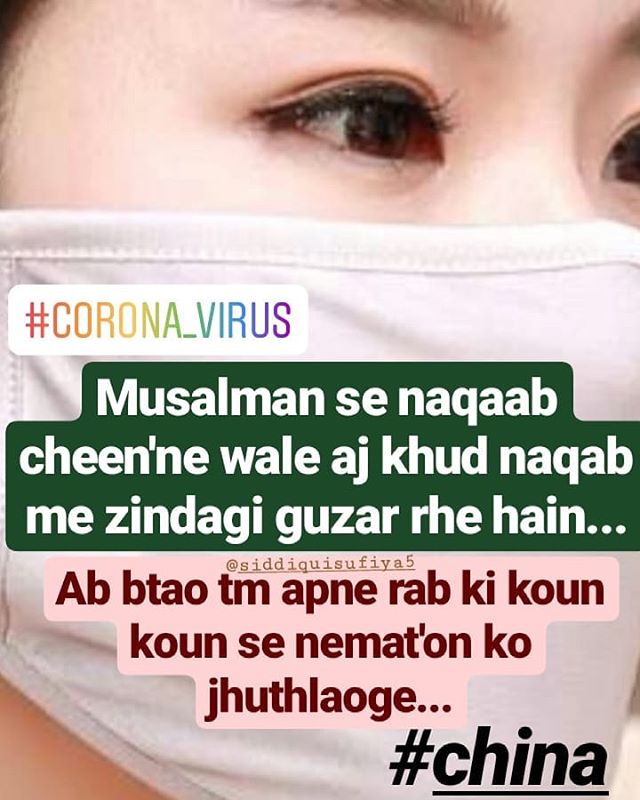 #CORONA_VIRUS
Musalman se naqaab
cheen'ne wale aj khud naqab
me zindagi guzar rhe hain...
@siddiquisufiya5
Ab btao tm apne rab ki koun
koun se nemat'on ko
jhuthlaoge...
#china